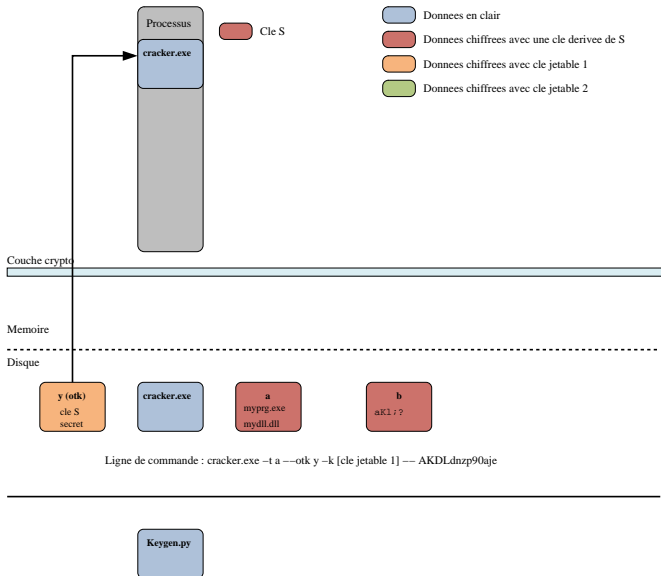 Processus
cracker.exe
Cle S
Donnees en clair
Donnees chiffrees avec une cle derivee de S
Donnees chiffrees avec cle jetable 1
Donnees chiffrees avec cle jetable 2
Couche crypto
Memoire
Disque
y (otk)
cle S
secret
cracker.exe
a
myprg.exe
mydll.dll
b
aKl;?
Ligne de commande : cracker.exe −t a −−otk y −k [cle jetable 1] −− AKDLdnzp90aje
Keygen.py